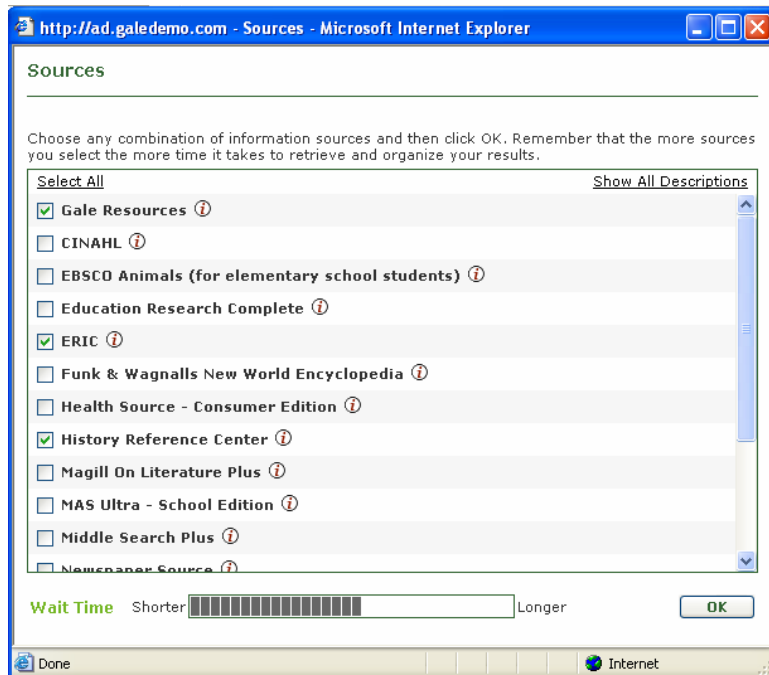 http://ad.galedemo.com - Sources - Microsoft Internet Explorer
Sources
Choose any combination of information sources and then click OK. Remember that the more sources
you select the more time it takes to retrieve and organize your results.
Select All Show All Descriptions
Gale Resources
CINAHL
EBSCO Animals (for elementary school students)
Education Research Complete
ERIC
Funk & Wagnalls New World Encyclopedia
Health Source - Consumer Edition
History Reference Center
Magill On Literature Plus
MAS Ultra - School Edition
Middle Search Plus
Newspaper Source
Wait Time Shorter Longer OK
Done Internet